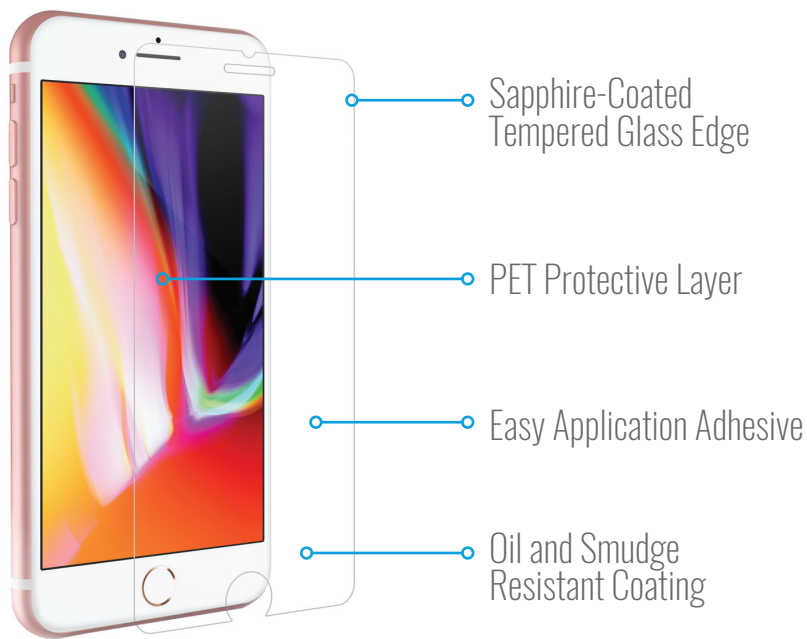 Sapphire-Coated
Tempered Glass Edge
PET Protective Layer
Easy Application Adhesive
Oil and Smudge
Resistant Coating